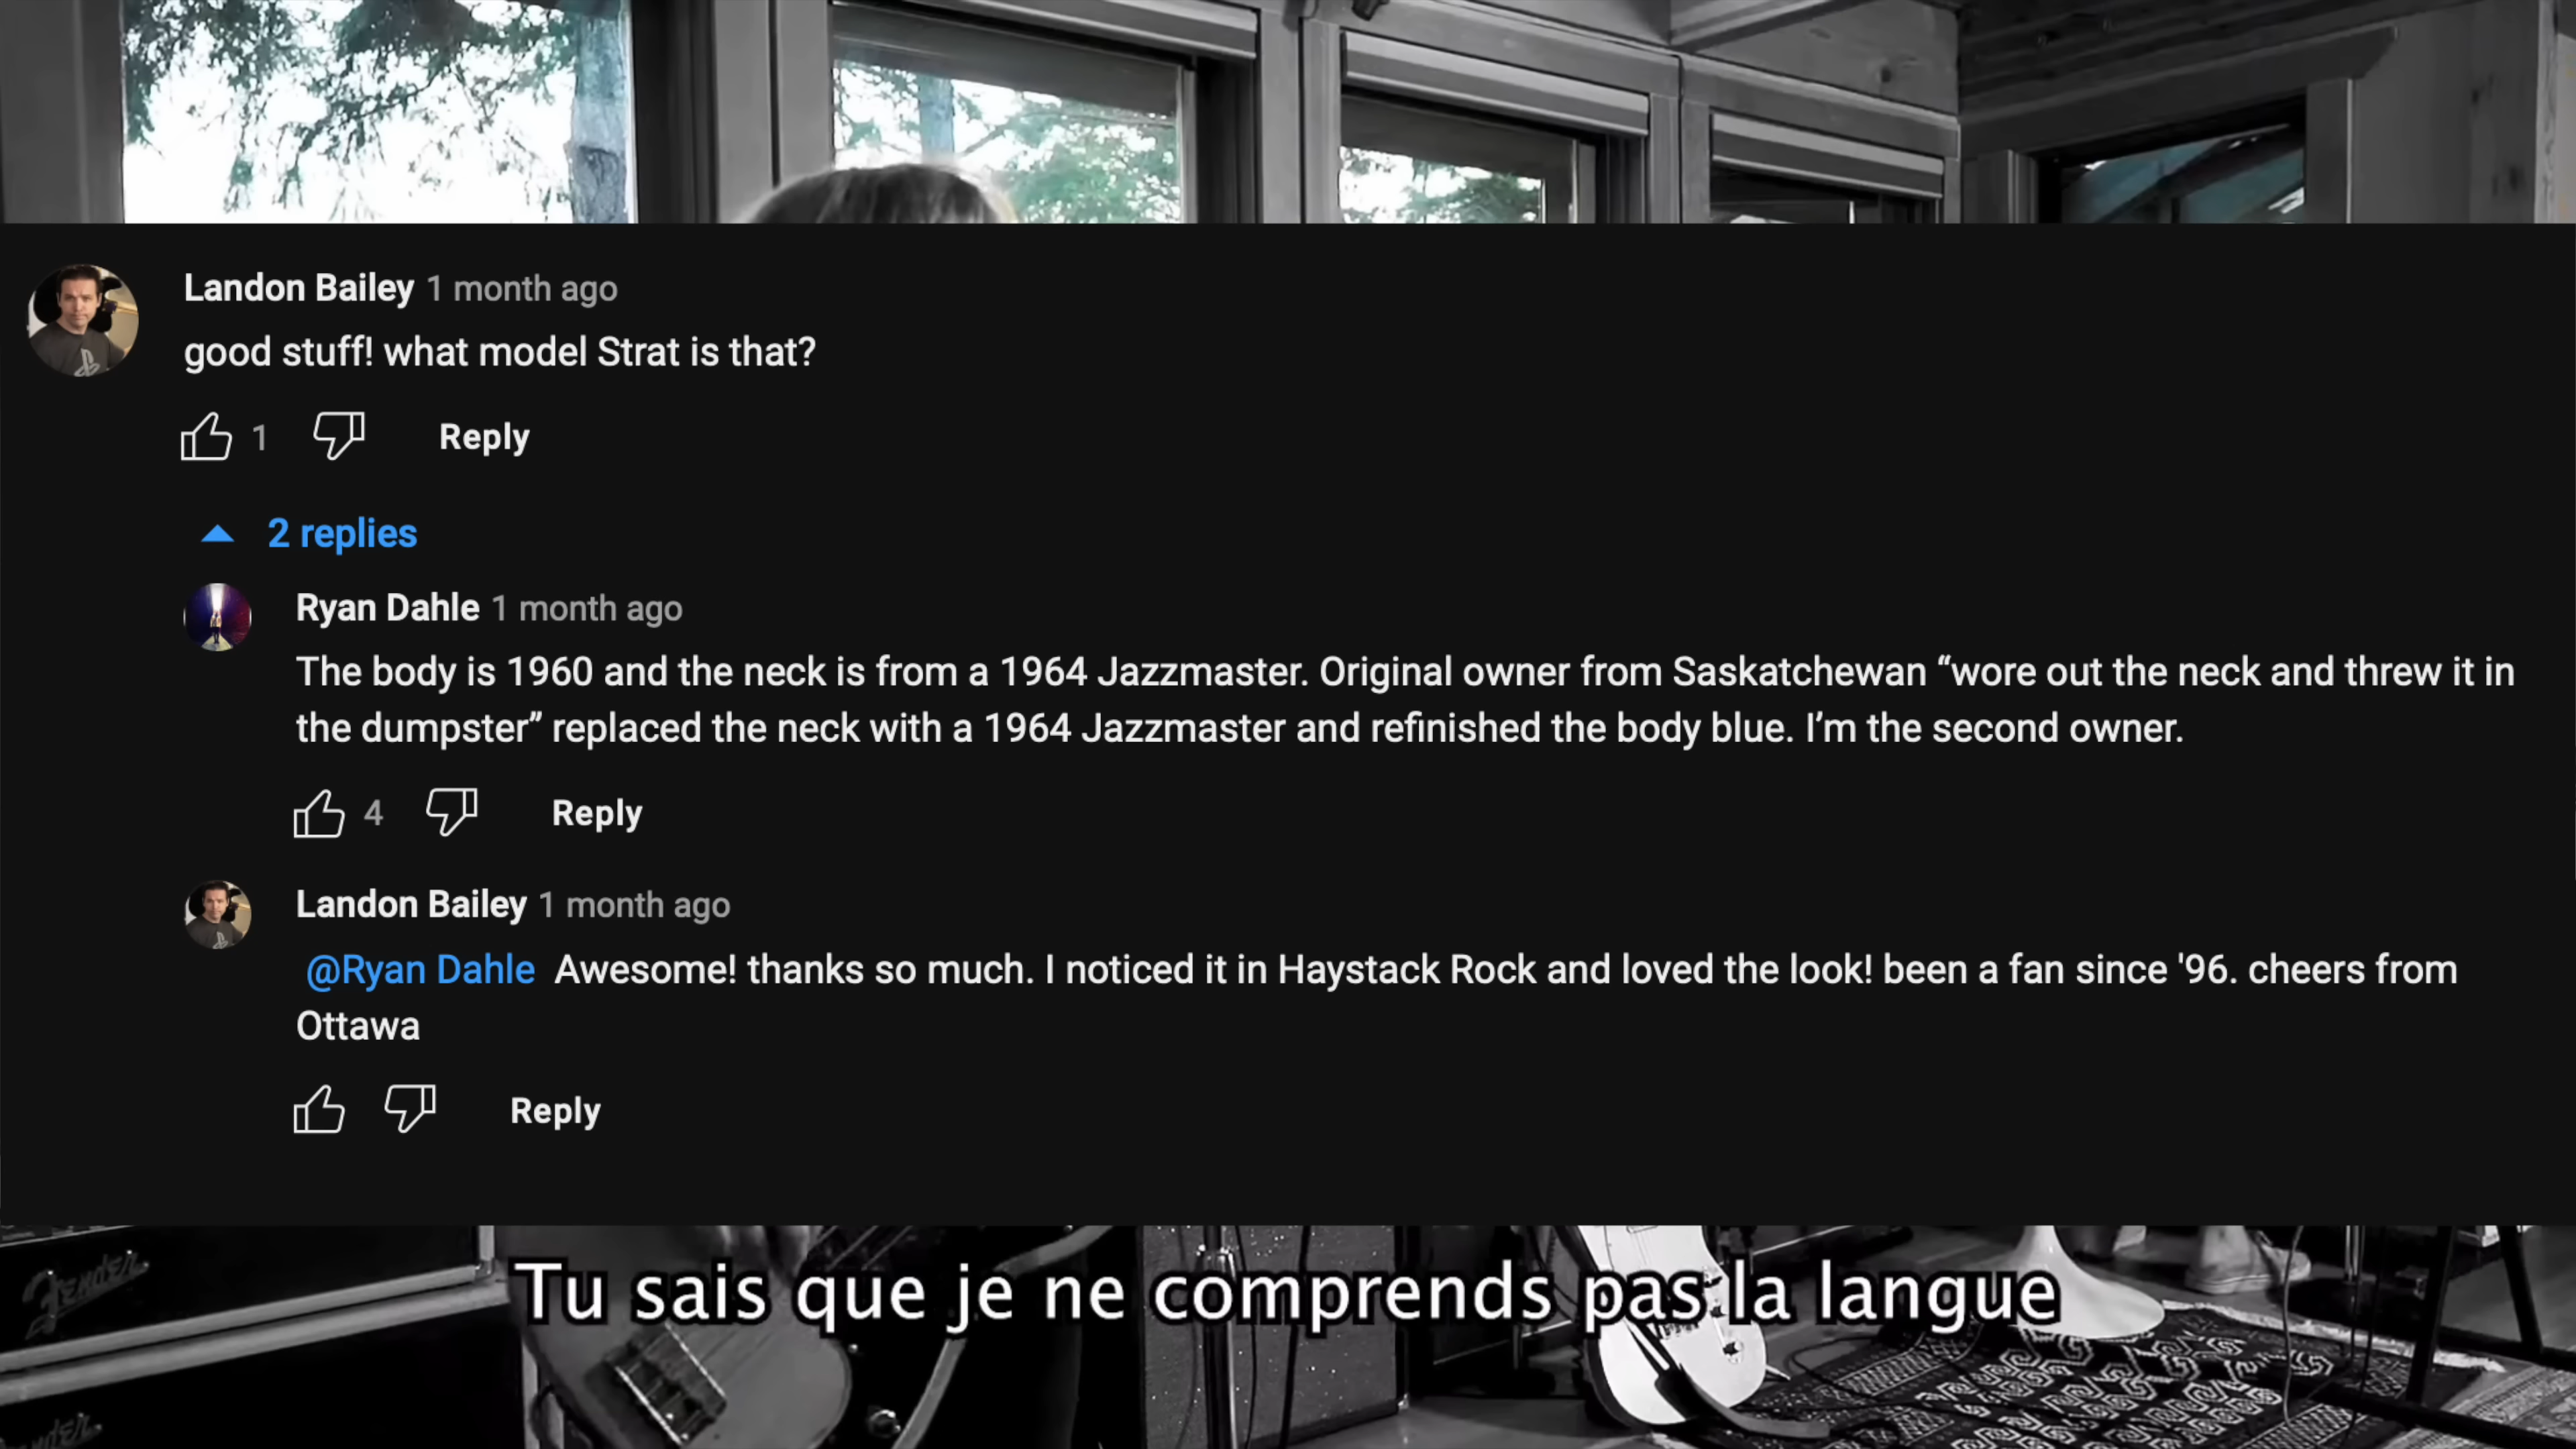 Landon Bailey 1 month ago
good stuff! what model Strat is that?
1 Reply
2 replies
Ryan Dahle 1 month ago
The body is 1960 and the neck is from a 1964 Jazzmaster. Original owner from Saskatchewan “wore out the neck and threw it in
the dumpster” replaced the neck with a 1964 Jazzmaster and refinished the body blue. I’m the second owner.
4 Reply
Landon Bailey 1 month ago
@Ryan Dahle Awesome! thanks so much. I noticed it in Haystack Rock and loved the look! been a fan since '96. cheers from
Ottawa
Reply
Fender
Tu sais que je ne comprends pas la langue
Fender